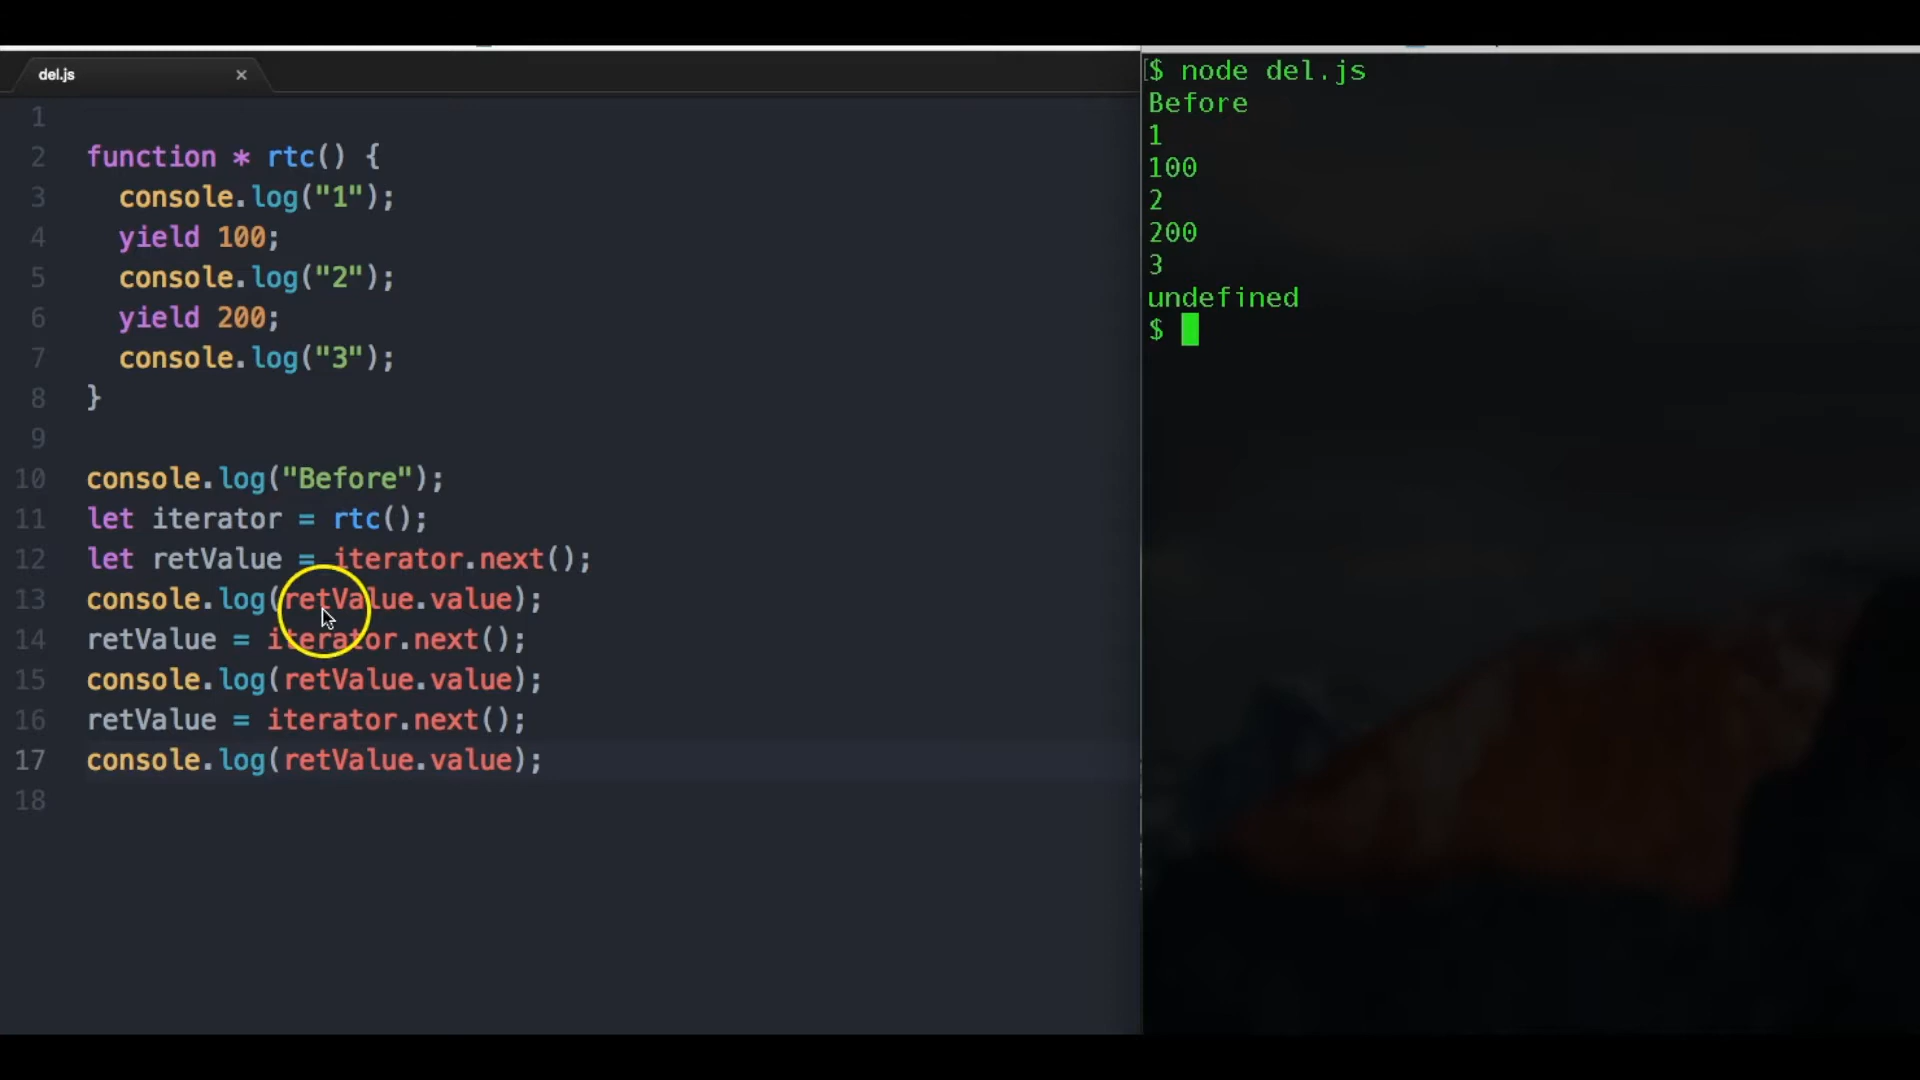 del.js ×
1
2 function * rtc() {
3 console.log("1");
4 yield 100;
5 console.log("2");
6 yield 200;
7 console.log("3");
8 }
9
10 console.log("Before");
11 let iterator = rtc();
12 let retValue = iterator.next();
13 console.log(retValue.value);
14 retValue = iterator.next();
15 console.log(retValue.value);
16 retValue = iterator.next();
17 console.log(retValue.value);
18
[$ node del.js
Before
1
100
2
200
3
undefined
$